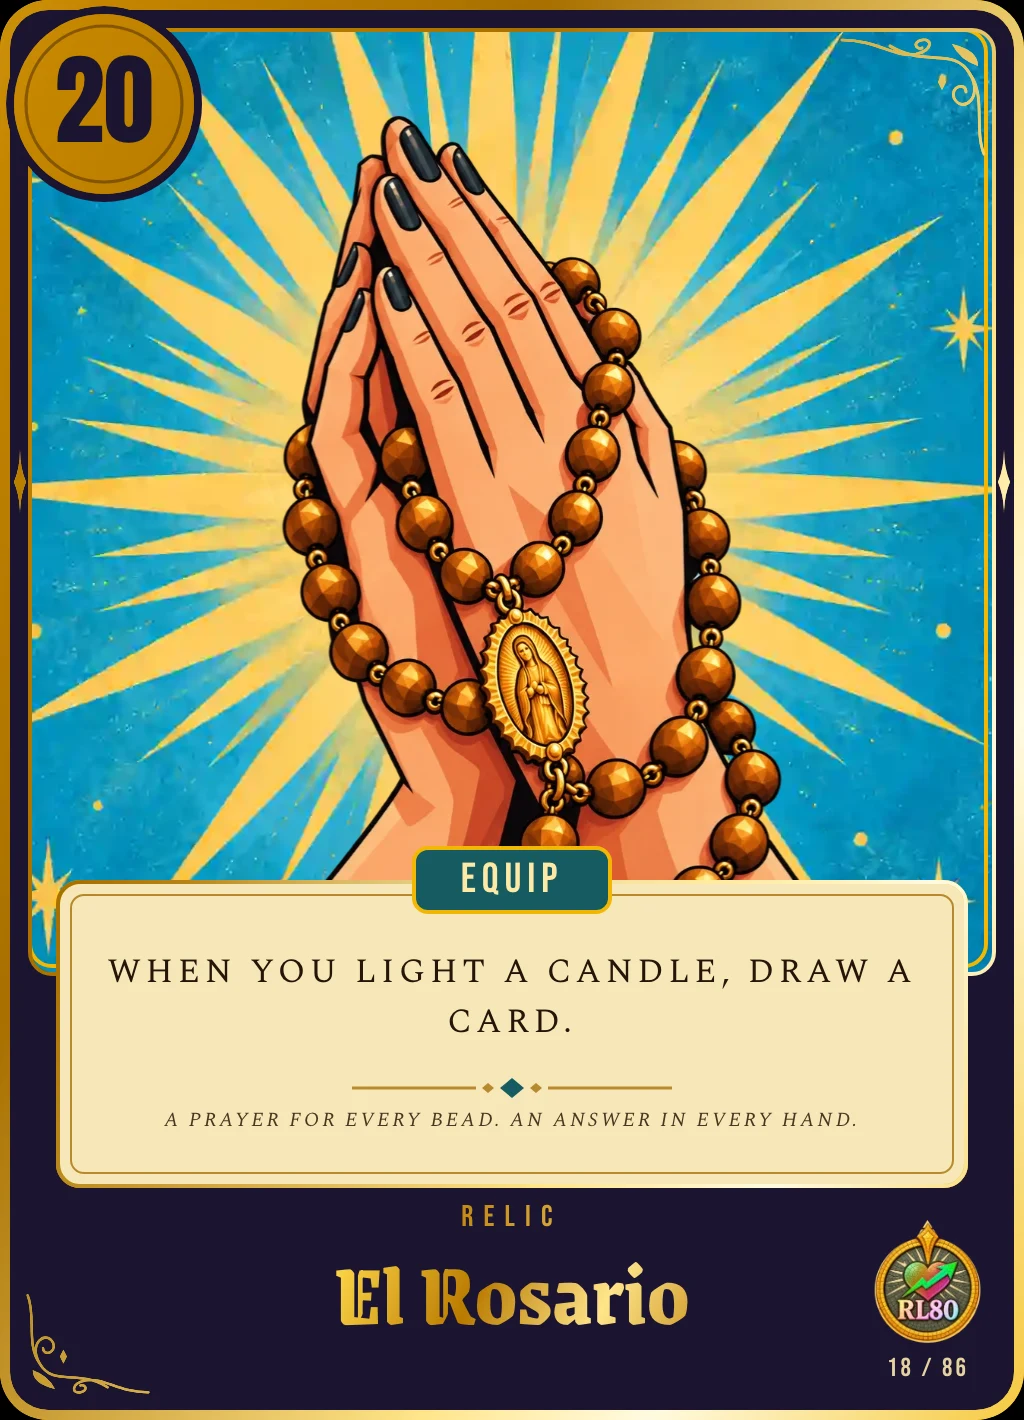 20
EQUIP
WHEN YOU LIGHT A CANDLE, DRAW A
CARD.
A PRAYER FOR EVERY BEAD. AN ANSWER IN EVERY HAND.
RELIC
El Rosario
RL80
18 / 86